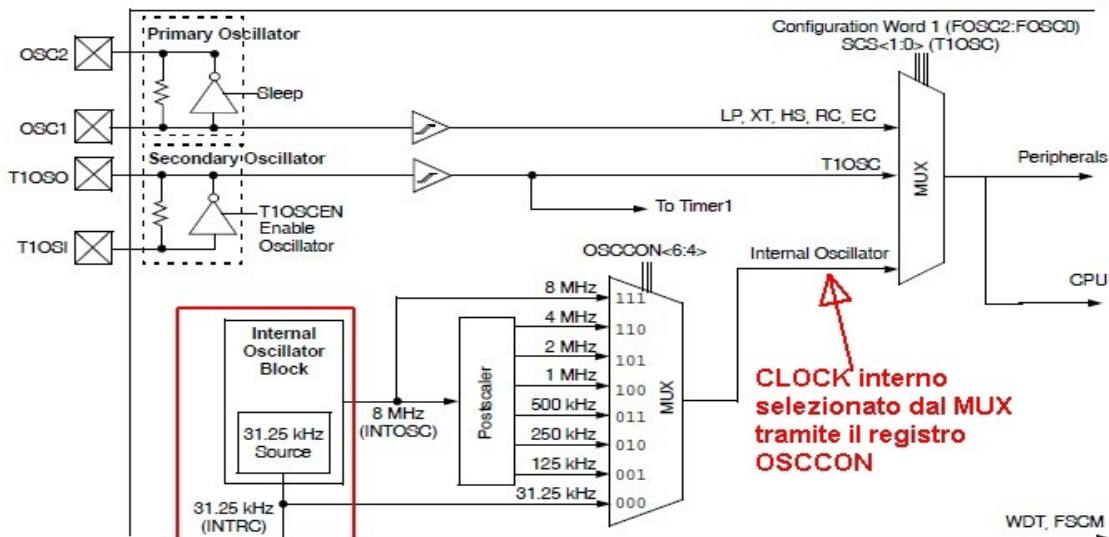 Configuration Word 1 (FOSC2:FOSC0)
SCS<1:0> (T1OSC)
Primary Oscillator
OSC2
Sleep
OSC1
LP, XT, HS, RC, EC
Secondary Oscillator
T1OSO
T1OSC
MUX
Peripherals
To Timer1
T1OSCEN
Enable
Oscillator
T1OSI
OSCCON<6:4>
Internal Oscillator
CPU
Internal
Oscillator
Block
31.25 kHz
Source
8 MHz
(INTOSC)
31.25 kHz
(INTRC)
Postscaler
8 MHz
111
4 MHz
110
2 MHz
101
1 MHz
100
500 kHz
011
250 kHz
010
125 kHz
001
31.25 kHz
000
MUX
CLOCK interno
selezionato dal MUX
tramite il registro
OSCCON
WDT, FSCM